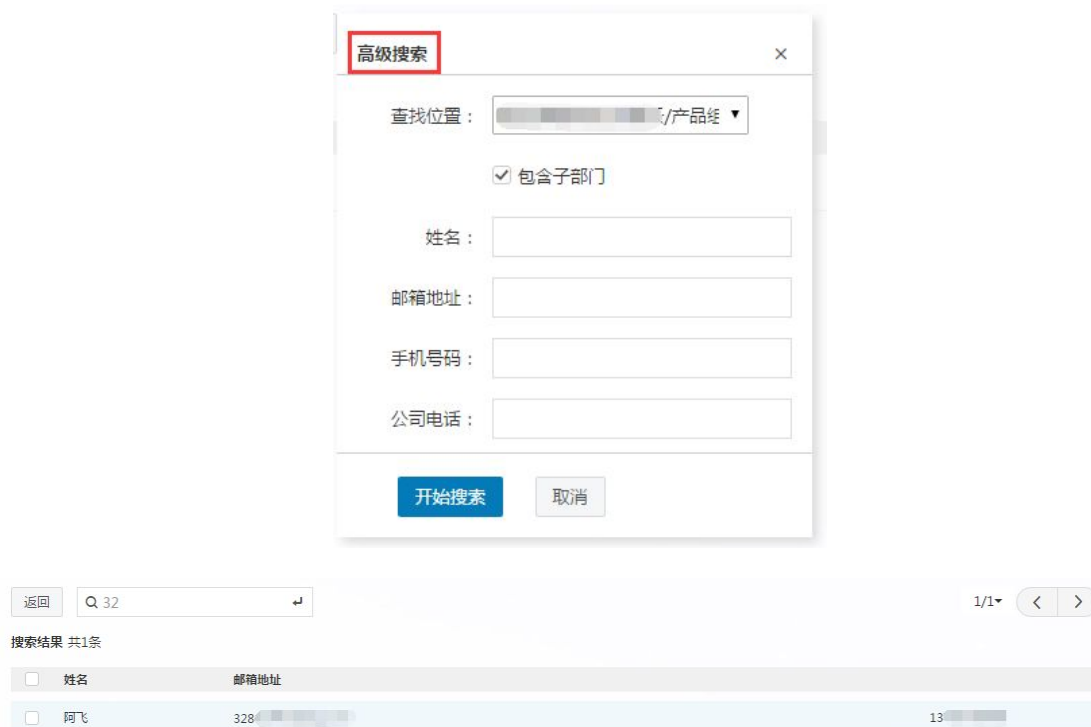 高级搜索 ×
查找位置： /产品组
包含子部门
姓名：
邮箱地址：
手机号码：
公司电话：
开始搜索 取消
返回 32 1/1
搜索结果 共1条
姓名 邮箱地址
阿飞 328 13